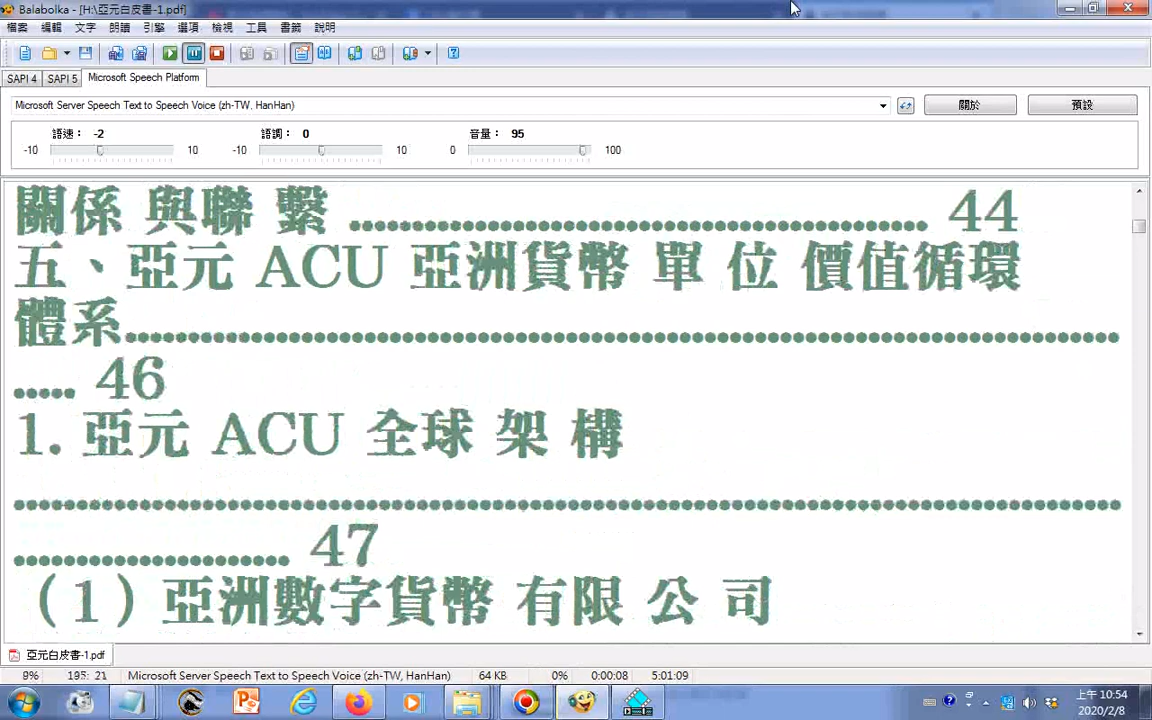 Balabolka - [H:\亞元白皮書-1.pdf]
檔案 編輯 文字 朗讀 引擎 選項 檢視 工具 書籤 說明
SAPI 4 SAPI 5 Microsoft Speech Platform
Microsoft Server Speech Text to Speech Voice (zh-TW, HanHan) 關於 預設
語速： -2 語調： 0 音量： 95
-10 10 -10 10 0 100
關係 與聯 繫 ............................................ 44
五、亞元 ACU 亞洲貨幣 單 位 價值循環
體系................................................................................
..... 46
1. 亞元 ACU 全球 架 構
........................................................................................
...................... 47
（1）亞洲數字貨幣 有限 公 司
亞元白皮書-1.pdf
8% 195: 21 Microsoft Server Speech Text to Speech Voice (zh-TW, HanHan) 64 KB 0% 0:00:08 5:01:09
上午 10:54
2020/2/8